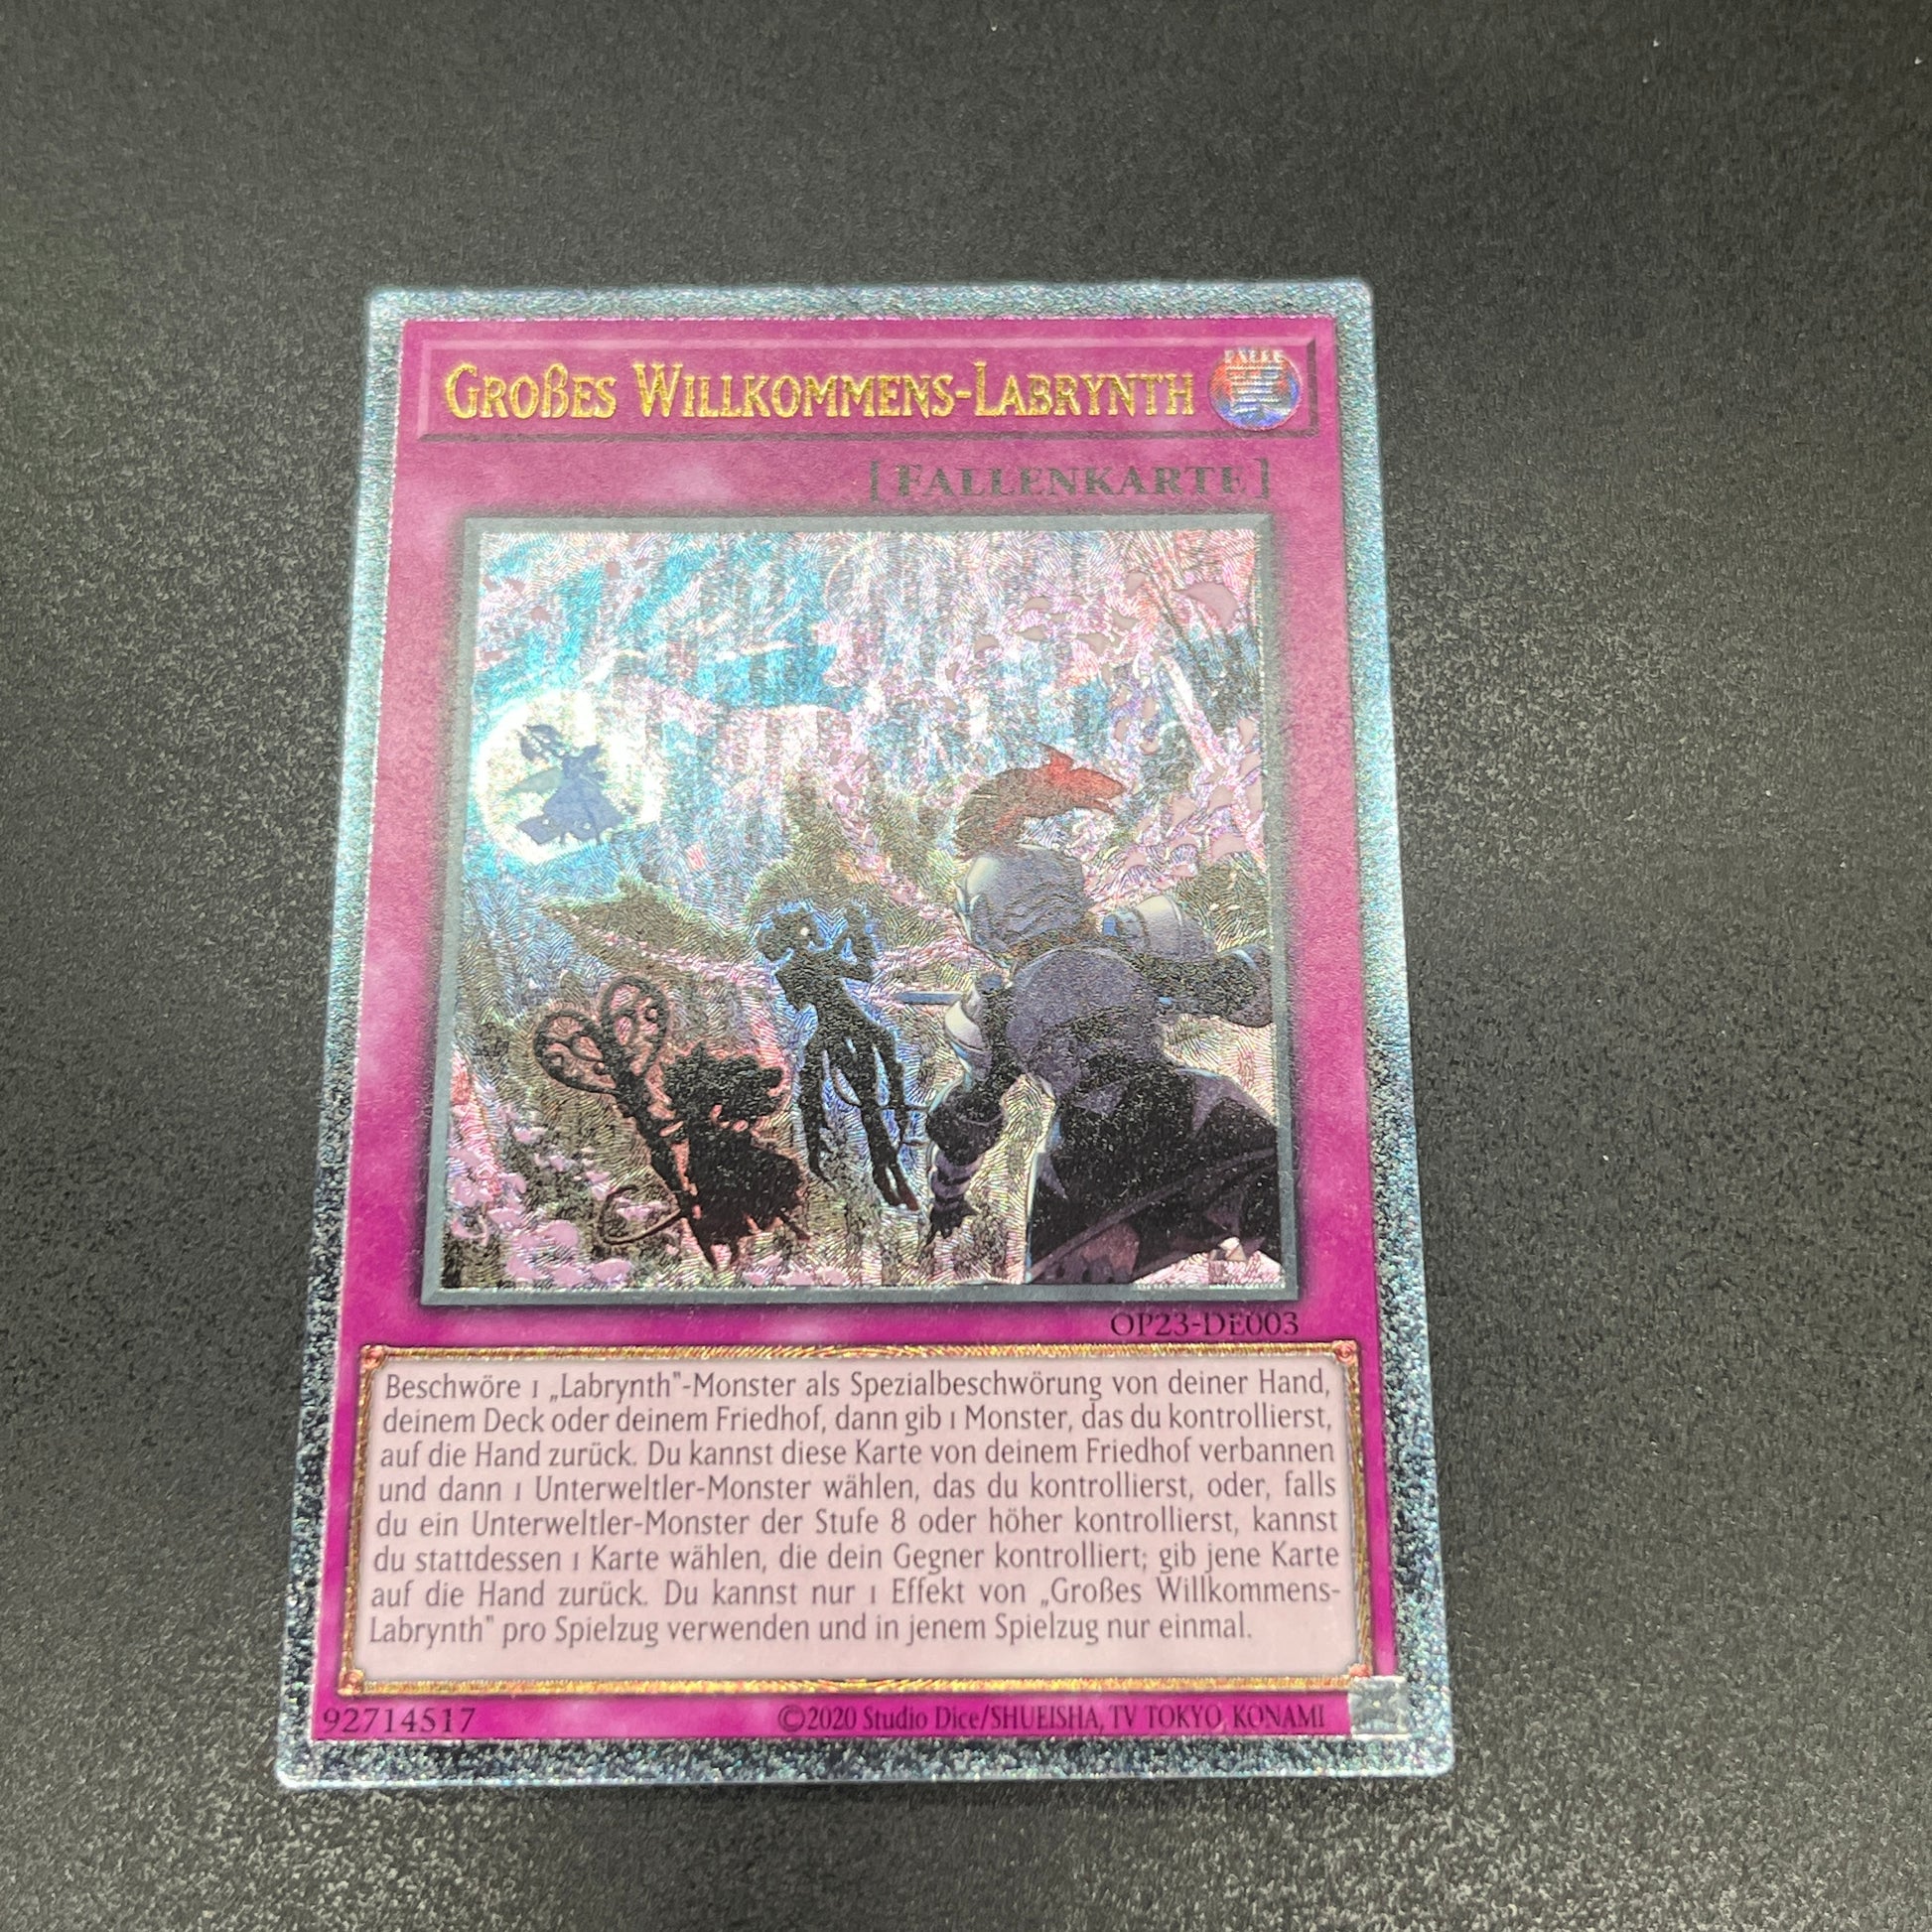 GROẞES WILLKOMMENS-LABRYNTH
FALLE
罠
[FALLENKARTE]
OP23-DE003
Beschwöre 1 „Labrynth"-Monster als Spezialbeschwörung von deiner Hand,
deinem Deck oder deinem Friedhof, dann gib 1 Monster, das du kontrollierst,
auf die Hand zurück. Du kannst diese Karte von deinem Friedhof verbannen
und dann 1 Unterweltler-Monster wählen, das du kontrollierst, oder, falls
du ein Unterweltler-Monster der Stufe 8 oder höher kontrollierst, kannst
du stattdessen 1 Karte wählen, die dein Gegner kontrolliert; gib jene Karte
auf die Hand zurück. Du kannst nur 1 Effekt von „Großes Willkommens-
Labrynth" pro Spielzug verwenden und in jenem Spielzug nur einmal.
92714517
©2020 Studio Dice/SHUEISHA, TV TOKYO, KONAMI